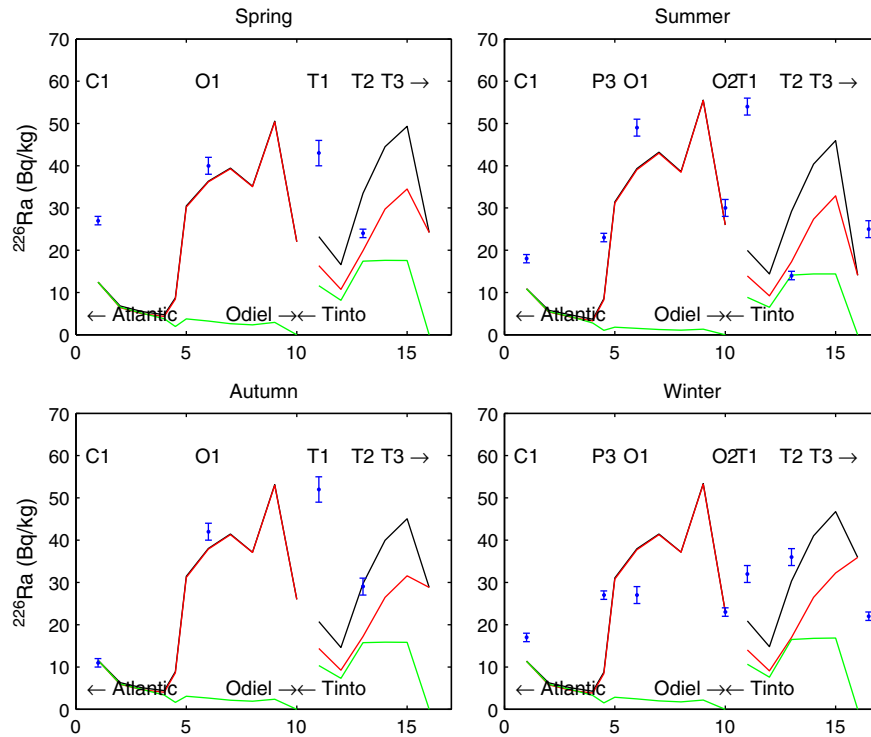 Spring
Summer
70
60
50
40
30
20
10
0
²²⁶Ra (Bq/kg)
C1
O1
T1
T2 T3 →
← Atlantic
Odiel →
← Tinto
0
5
10
15
70
60
50
40
30
20
10
0
C1
P3 O1
O2T1
T2 T3 →
← Atlantic
Odiel →
← Tinto
0
5
10
15
Autumn
Winter
70
60
50
40
30
20
10
0
²²⁶Ra (Bq/kg)
C1
O1
T1
T2 T3 →
← Atlantic
Odiel →
← Tinto
0
5
10
15
70
60
50
40
30
20
10
0
C1
P3 O1
O2T1
T2 T3 →
← Atlantic
Odiel →
← Tinto
0
5
10
15